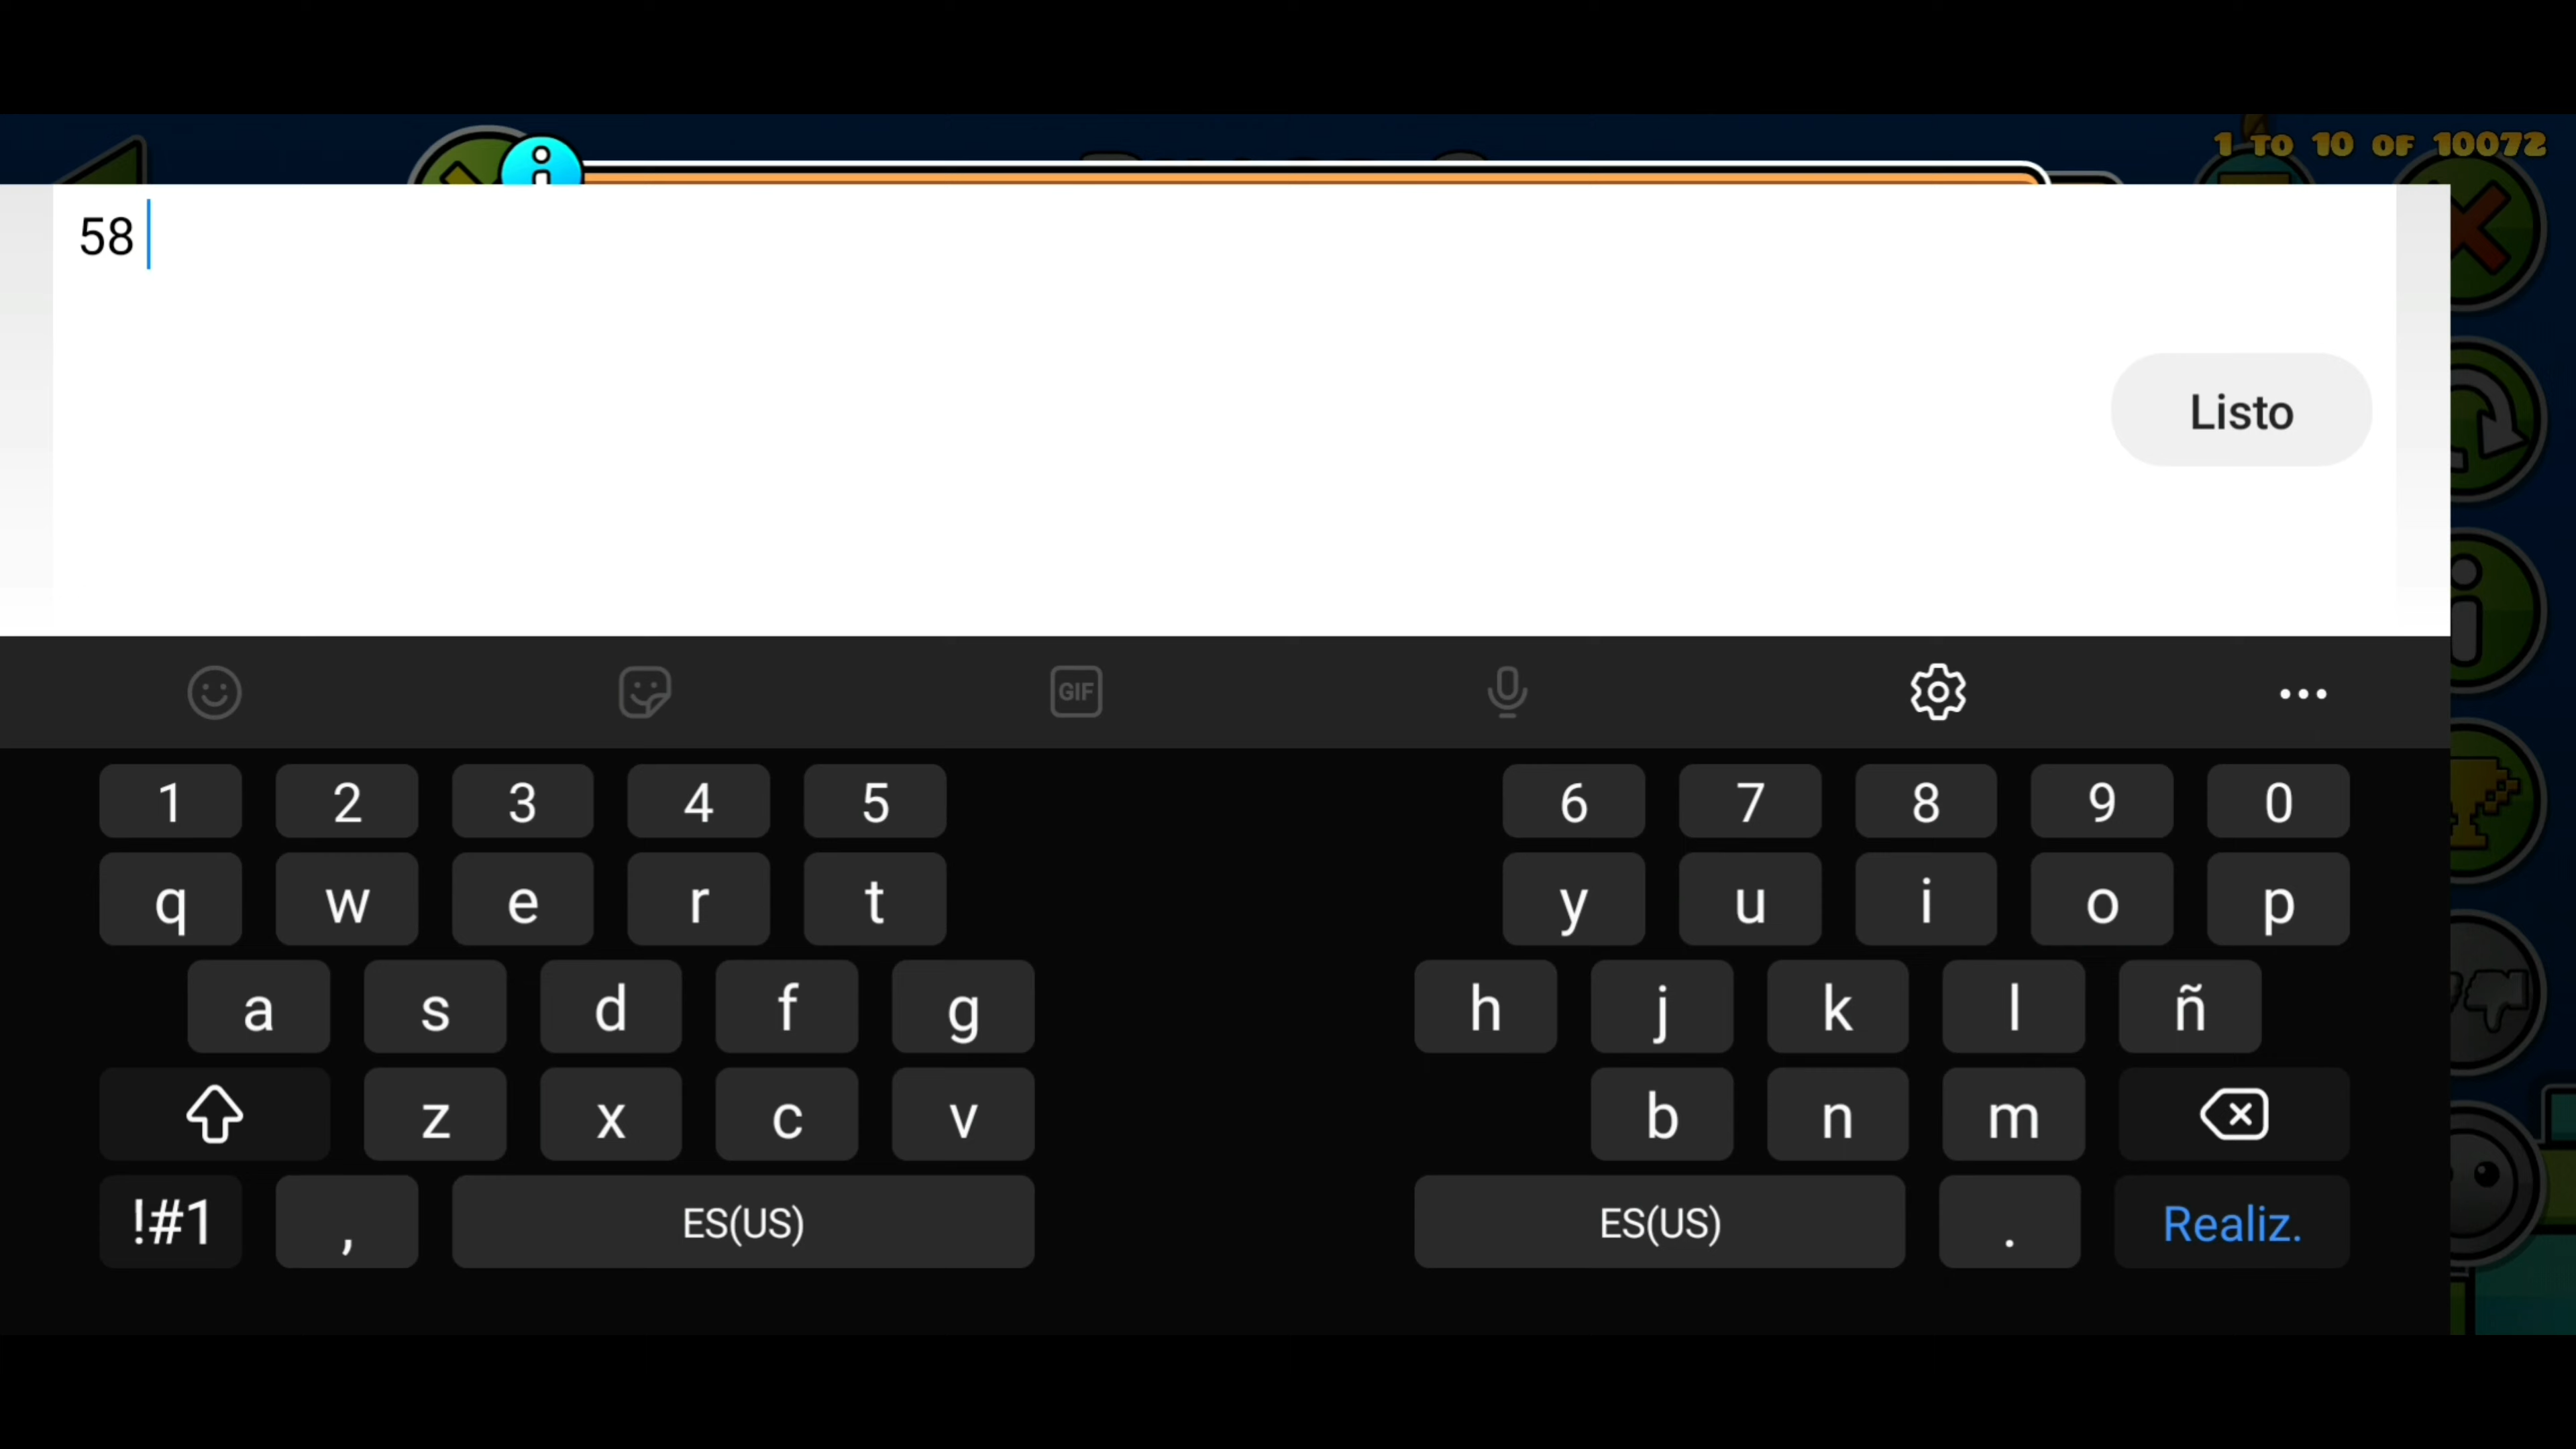 1 TO 10 OF 10072
58
Listo
GIF
1 2 3 4 5 6 7 8 9 0
q w e r t y u i o p
a s d f g h j k l ñ
z x c v b n m
!#1 , ES(US) ES(US) . Realiz.